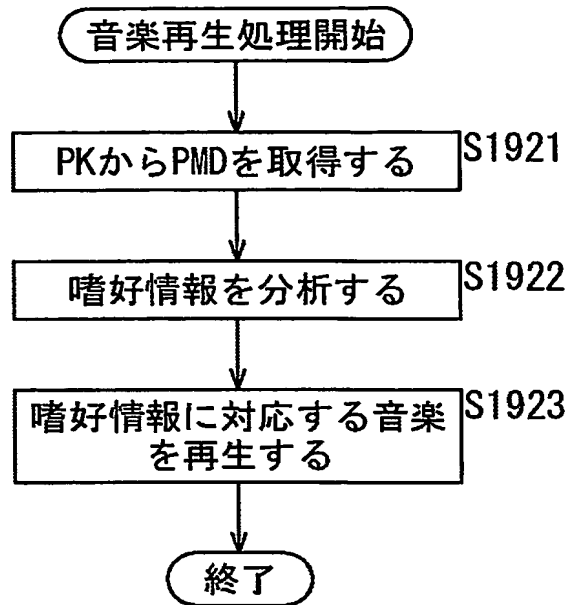 音楽再生処理開始
PKからPMDを取得する
S1921
嗜好情報を分析する
S1922
嗜好情報に対応する音楽
を再生する
S1923
終了